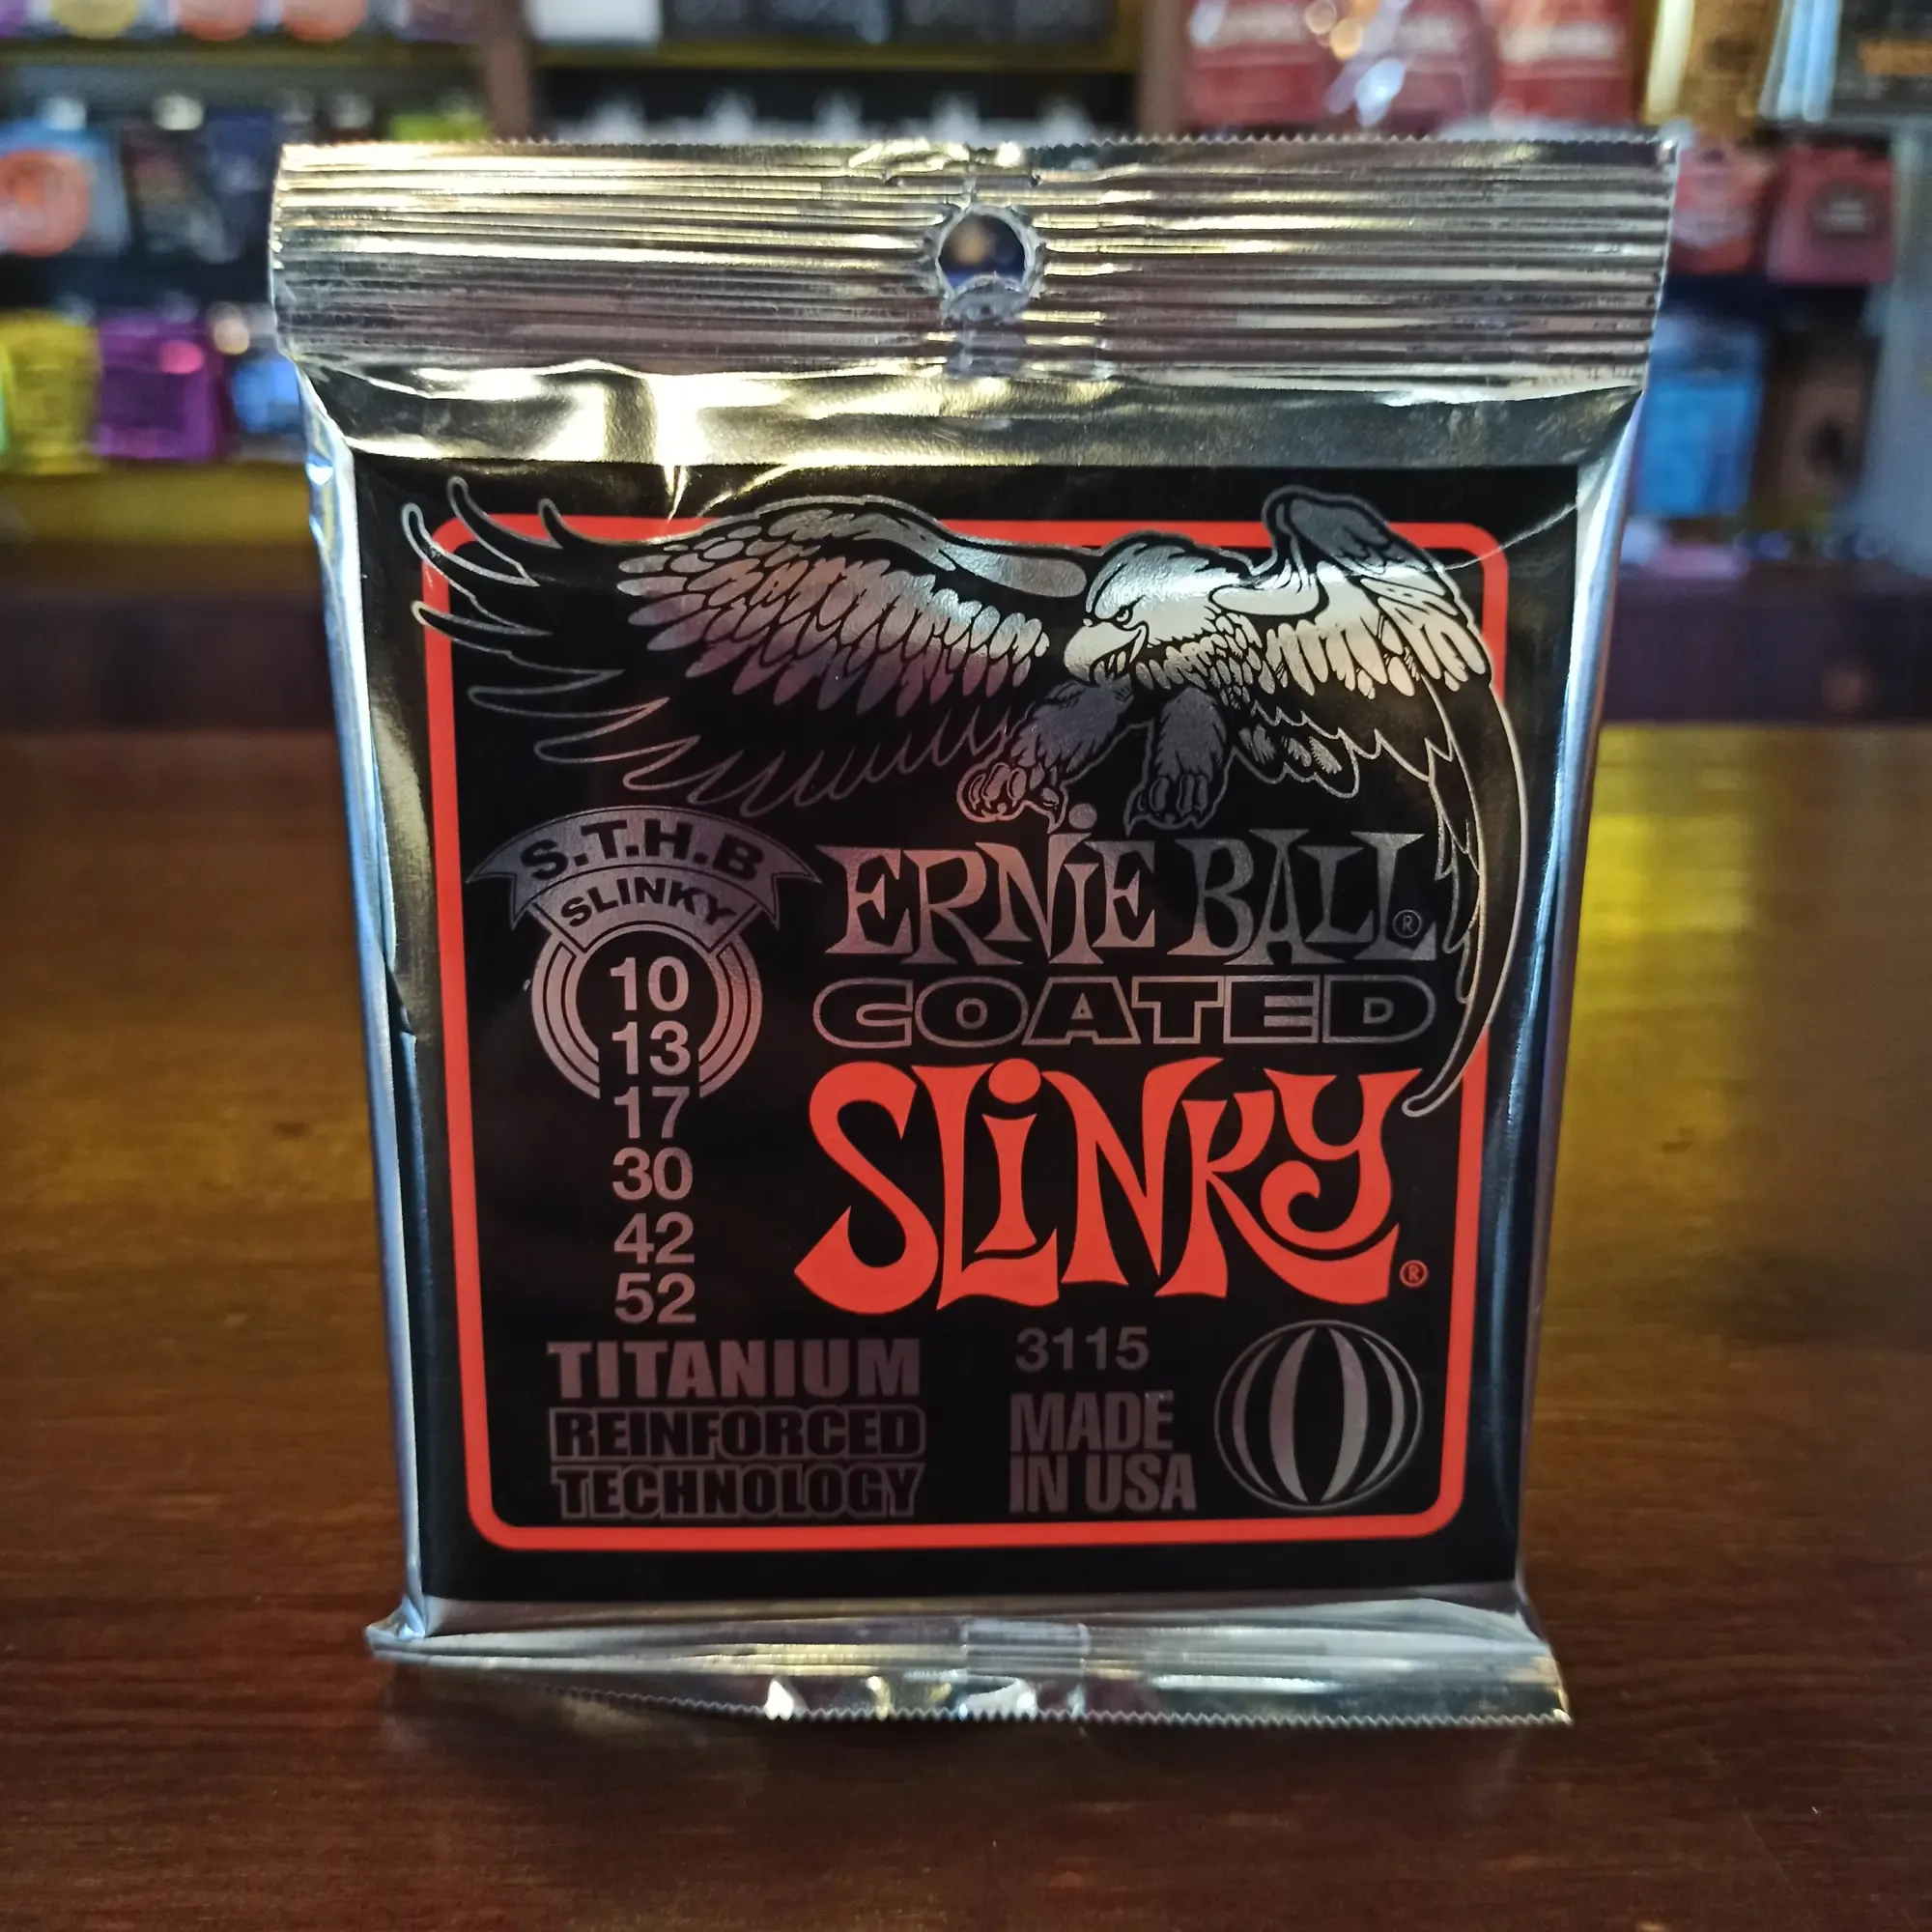 S.T.H.B
SLINKY
10
13
17
30
42
52
TITANIUM
REINFORCED
TECHNOLOGY
ERNIE BALL®
COATED
SLINKY®
3115
MADE
IN USA